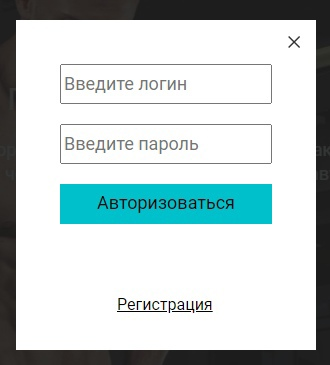 Введите логин
Введите пароль
Авторизоваться
Регистрация